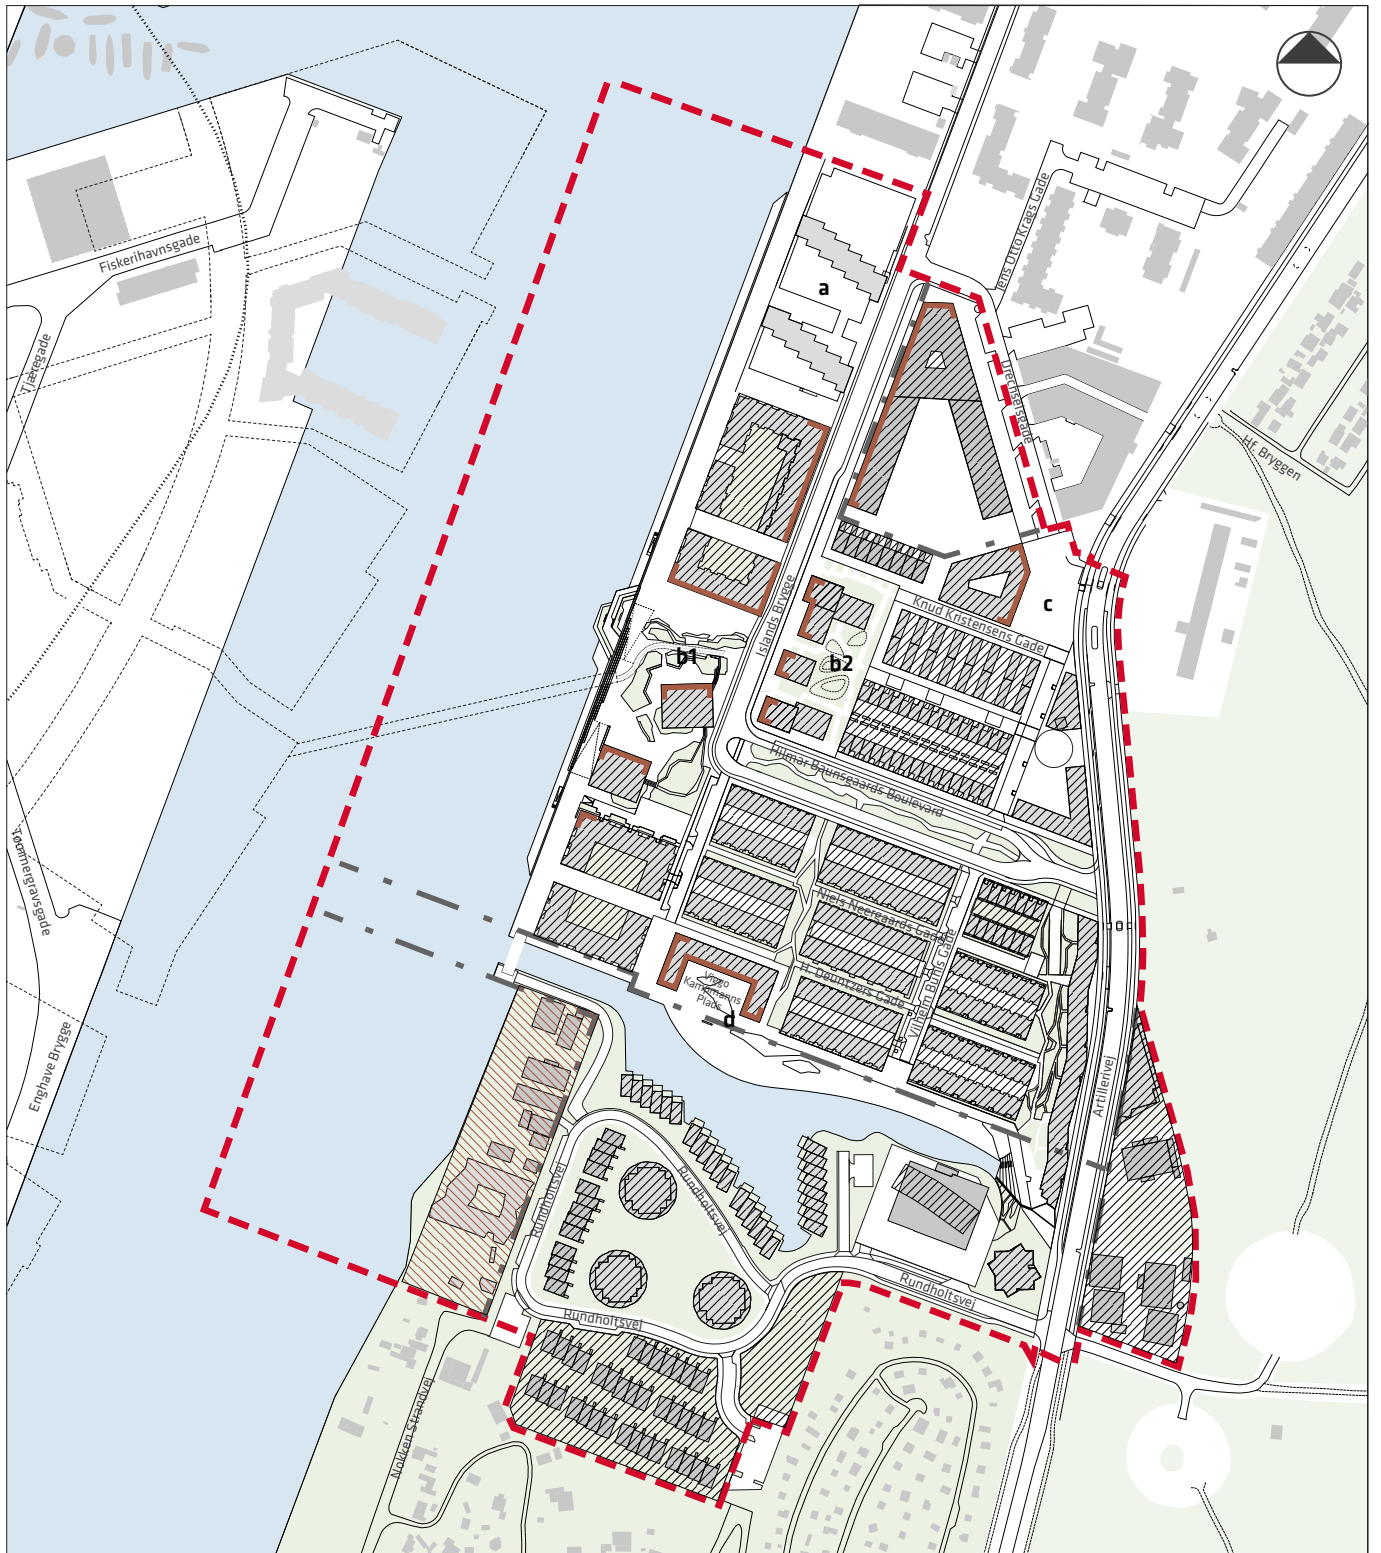 Fiskerihavnsgade
Jens Otto Krags Gade
a
Tjæregade
Drechselsgade
Hf. Bryggen
Islands Brygge
c
Knud Kristensens Gade
b1
b2
Hilmar Baunsgaards Boulevard
Tømmergravsgade
Niels Neergaards Gade
Vilhelm Buhls Gade
H. Deuntzers Gade
Viggo
Kampmanns
Plads
d
Enghave Brygge
Artillerivej
Rundholtsvej
Rundholtsvej
Rundholtsvej
Rundholtsvej
Nokken Strandvej